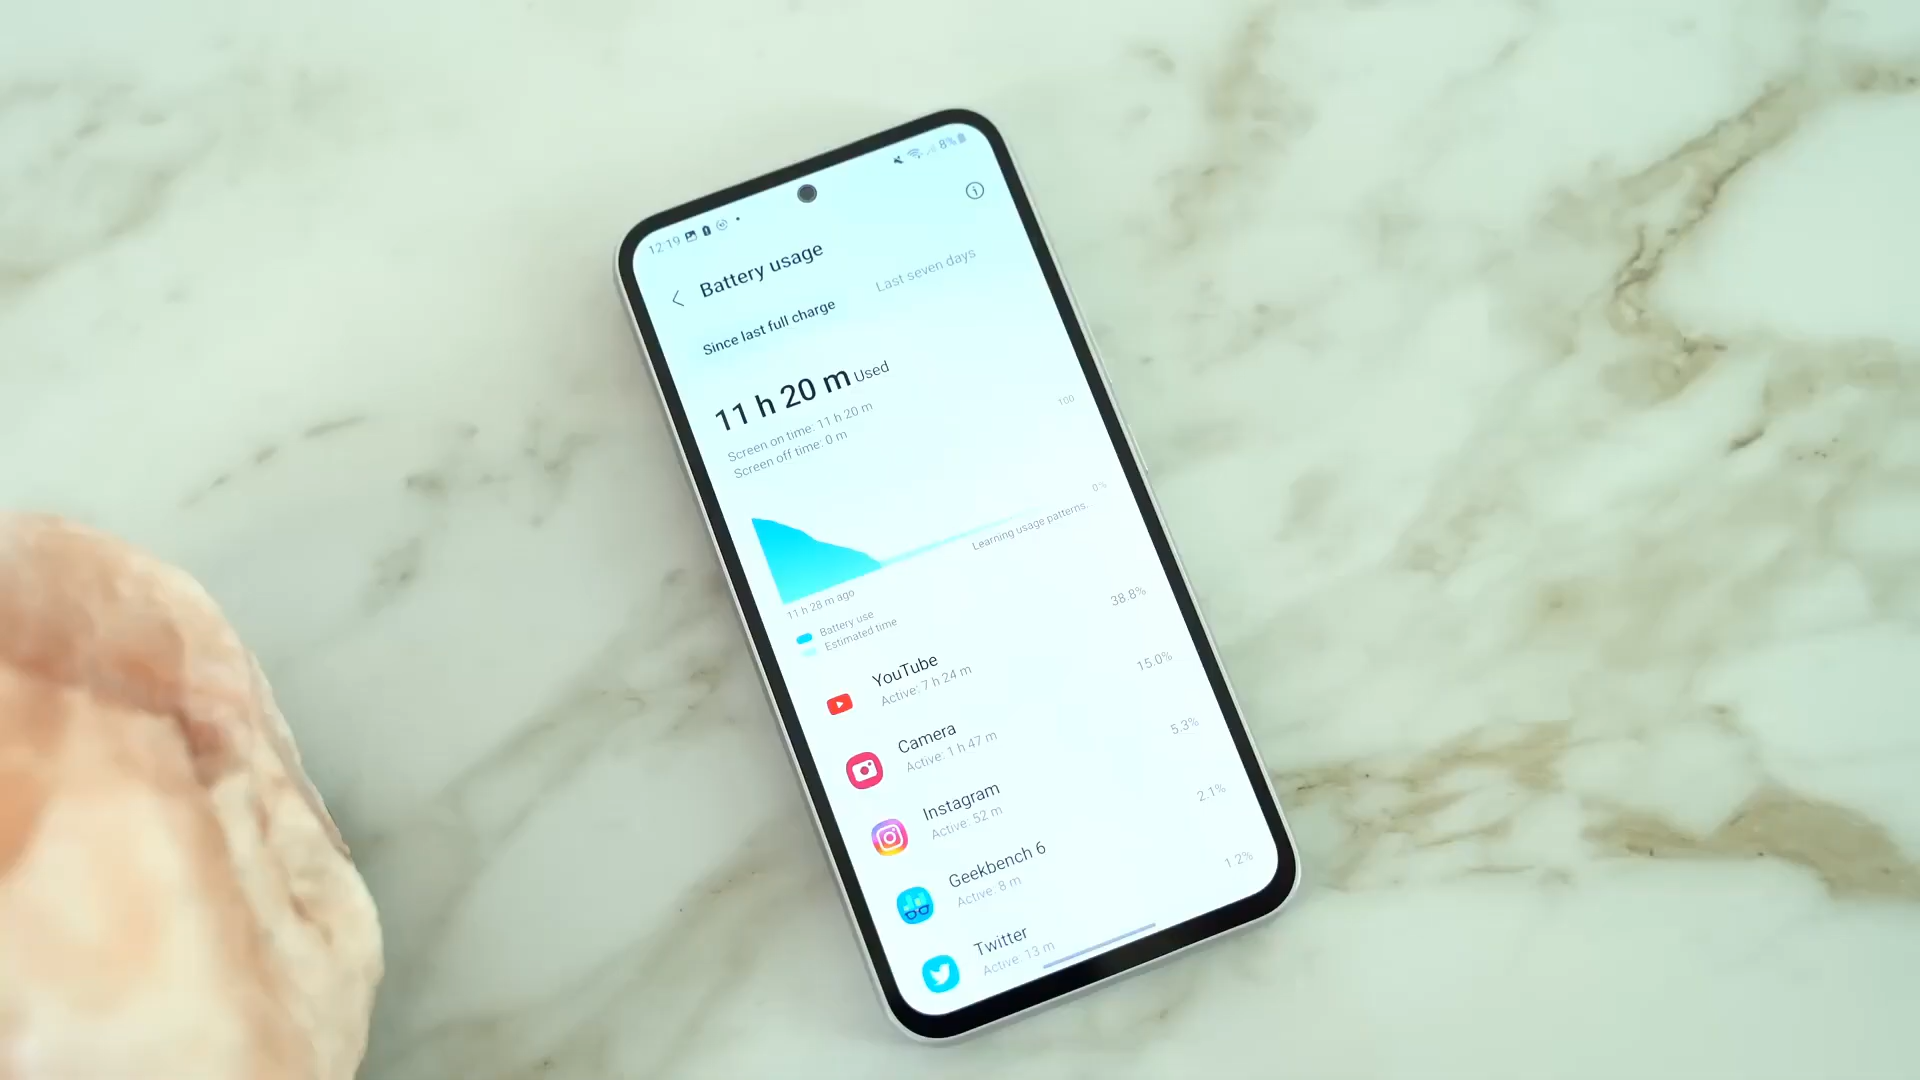 12:19
8%
Battery usage
Since last full charge
Last seven days
11 h 20 m Used
Screen on time: 11 h 20 m
Screen off time: 0 m
100
0%
Learning usage patterns.
11 h 28 m ago
Battery use
Estimated time
38.8%
YouTube
Active: 7 h 24 m
15.0%
Camera
Active: 1 h 47 m
5.3%
Instagram
Active: 52 m
2.1%
Geekbench 6
Active: 8 m
1.2%
Twitter
Active: 13 m